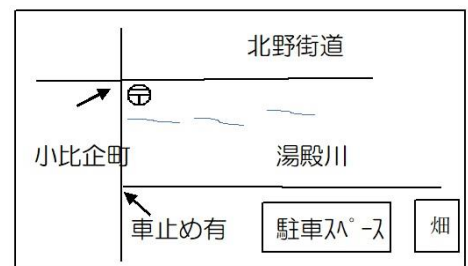 北野街道
〒
小比企町
湯殿川
車止め有
駐車ｽﾍﾟｰｽ
畑